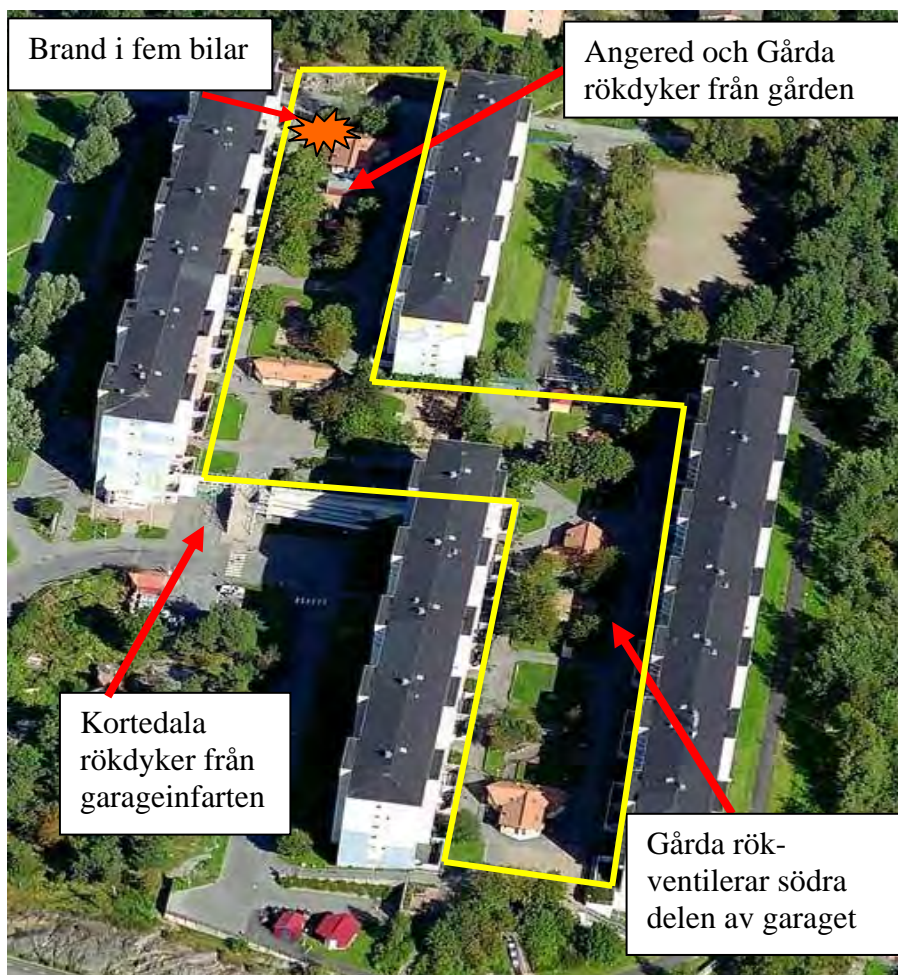 Brand i fem bilar
Angered och Gårda
rökdyker från gården
Kortedala
rökdyker från
garageinfarten
Gårda rök-
ventilerar södra
delen av garaget